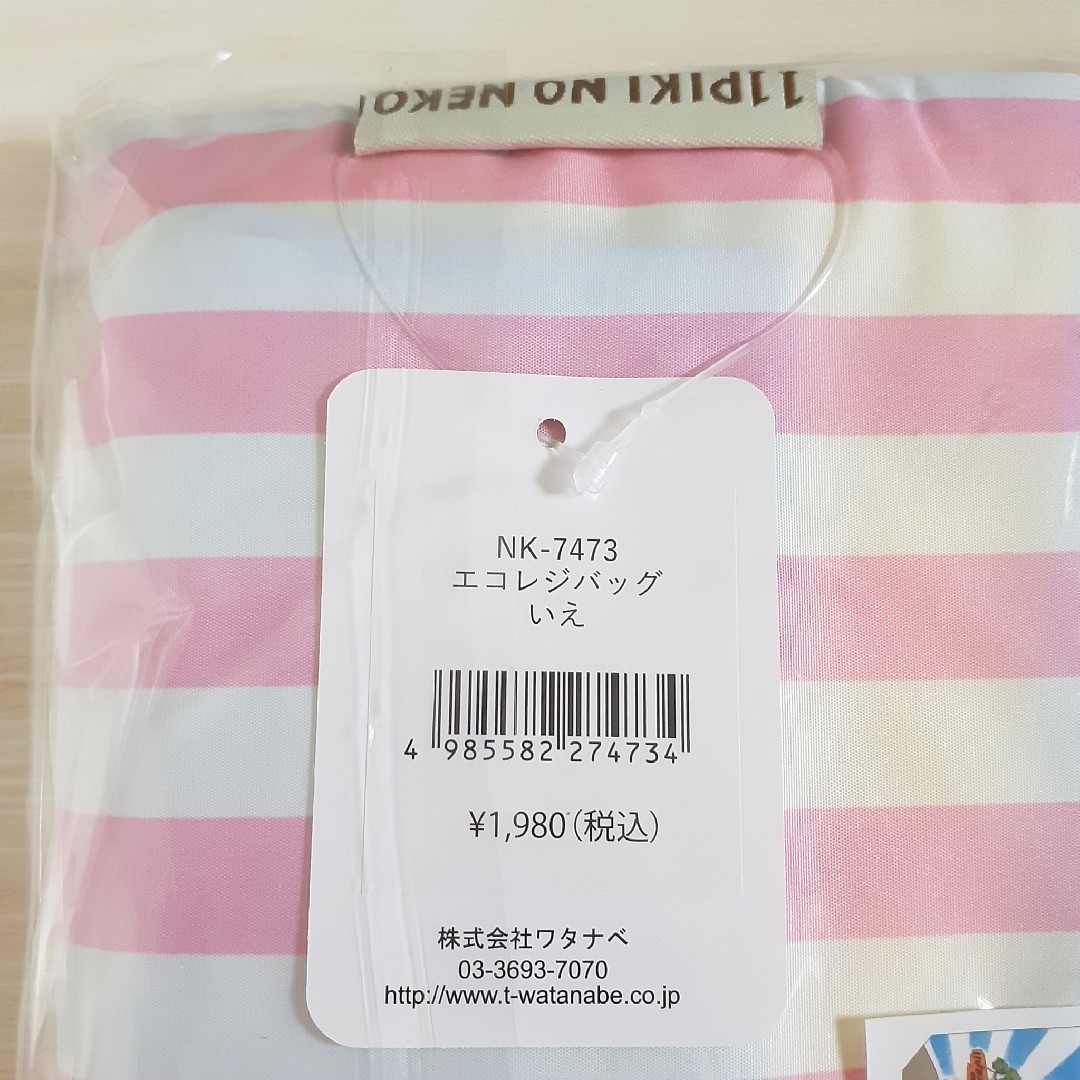 11PIKI NO NEKO
NK-7473
エコレジバッグ
いえ
4 985582 274734
¥1,980(税込)
株式会社ワタナベ
03-3693-7070
http://www.t-watanabe.co.jp